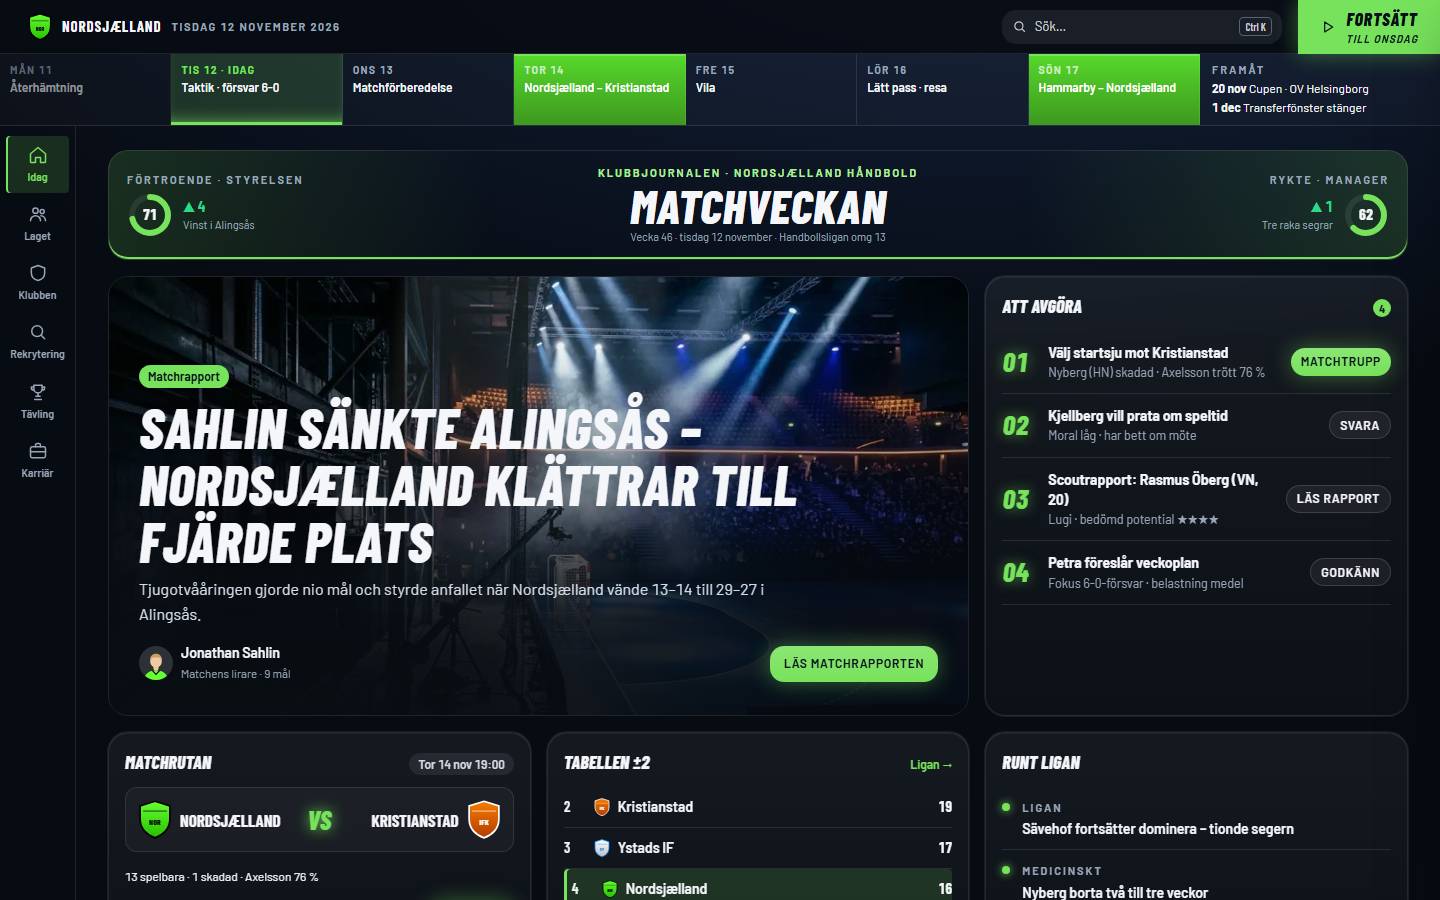 NORDSJÆLLAND TISDAG 12 NOVEMBER 2026
Sök... Ctrl K
FORTSÄTT
TILL ONSDAG
MÅN 11
Återhämtning
TIS 12 · IDAG
Taktik · försvar 6-0
ONS 13
Matchförberedelse
TOR 14
Nordsjælland – Kristianstad
FRE 15
Vila
LÖR 16
Lätt pass · resa
SÖN 17
Hammarby – Nordsjælland
FRAMÅT
20 nov Cupen · OV Helsingborg
1 dec Transferfönster stänger
Idag
Laget
Klubben
Rekrytering
Tävling
Karriär
FÖRTROENDE · STYRELSEN
71
▲ 4
Vinst i Alingsås
KLUBBJOURNALEN · NORDSJÆLLAND HÅNDBOLD
MATCHVECKAN
Vecka 46 · tisdag 12 november · Handbollsligan omg 13
RYKTE · MANAGER
▲ 1
Tre raka segrar
62
Matchrapport
SAHLIN SÄNKTE ALINGSÅS –
NORDSJÆLLAND KLÄTTRAR TILL
FJÄRDE PLATS
Tjugotvååringen gjorde nio mål och styrde anfallet när Nordsjælland vände 13–14 till 29–27 i
Alingsås.
Jonathan Sahlin
Matchens lirare · 9 mål
LÄS MATCHRAPPORTEN
ATT AVGÖRA
4
01
Välj startsju mot Kristianstad
Nyberg (HN) skadad · Axelsson trött 76 %
MATCHTRUPP
02
Kjellberg vill prata om speltid
Moral låg · har bett om möte
SVARA
03
Scoutrapport: Rasmus Öberg (VN,
20)
Lugi · bedömd potential ★★★★
LÄS RAPPORT
04
Petra föreslår veckoplan
Fokus 6-0-försvar · belastning medel
GODKÄNN
MATCHRUTAN
Tor 14 nov 19:00
NOR NORDSJÆLLAND VS KRISTIANSTAD IFK
13 spelbara · 1 skadad · Axelsson 76 %
TABELLEN ±2
Ligan →
2 Kristianstad 19
3 Ystads IF 17
4 Nordsjælland 16
RUNT LIGAN
LIGAN
Sävehof fortsätter dominera – tionde segern
MEDICINSKT
Nyberg borta två till tre veckor